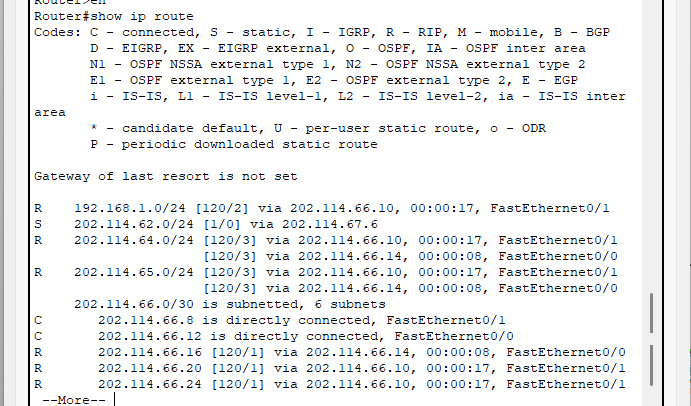 Router>en
Router#show ip route
Codes: C - connected, S - static, I - IGRP, R - RIP, M - mobile, B - BGP
       D - EIGRP, EX - EIGRP external, O - OSPF, IA - OSPF inter area
       N1 - OSPF NSSA external type 1, N2 - OSPF NSSA external type 2
       E1 - OSPF external type 1, E2 - OSPF external type 2, E - EGP
       i - IS-IS, L1 - IS-IS level-1, L2 - IS-IS level-2, ia - IS-IS inter
area
       * - candidate default, U - per-user static route, o - ODR
       P - periodic downloaded static route
Gateway of last resort is not set
R    192.168.1.0/24 [120/2] via 202.114.66.10, 00:00:17, FastEthernet0/1
S    202.114.62.0/24 [1/0] via 202.114.67.6
R    202.114.64.0/24 [120/3] via 202.114.66.10, 00:00:17, FastEthernet0/1
                     [120/3] via 202.114.66.14, 00:00:08, FastEthernet0/0
R    202.114.65.0/24 [120/3] via 202.114.66.10, 00:00:17, FastEthernet0/1
                     [120/3] via 202.114.66.14, 00:00:08, FastEthernet0/0
     202.114.66.0/30 is subnetted, 6 subnets
C       202.114.66.8 is directly connected, FastEthernet0/1
C       202.114.66.12 is directly connected, FastEthernet0/0
R       202.114.66.16 [120/1] via 202.114.66.14, 00:00:08, FastEthernet0/0
R       202.114.66.20 [120/1] via 202.114.66.10, 00:00:17, FastEthernet0/1
R       202.114.66.24 [120/1] via 202.114.66.10, 00:00:17, FastEthernet0/1
 --More--